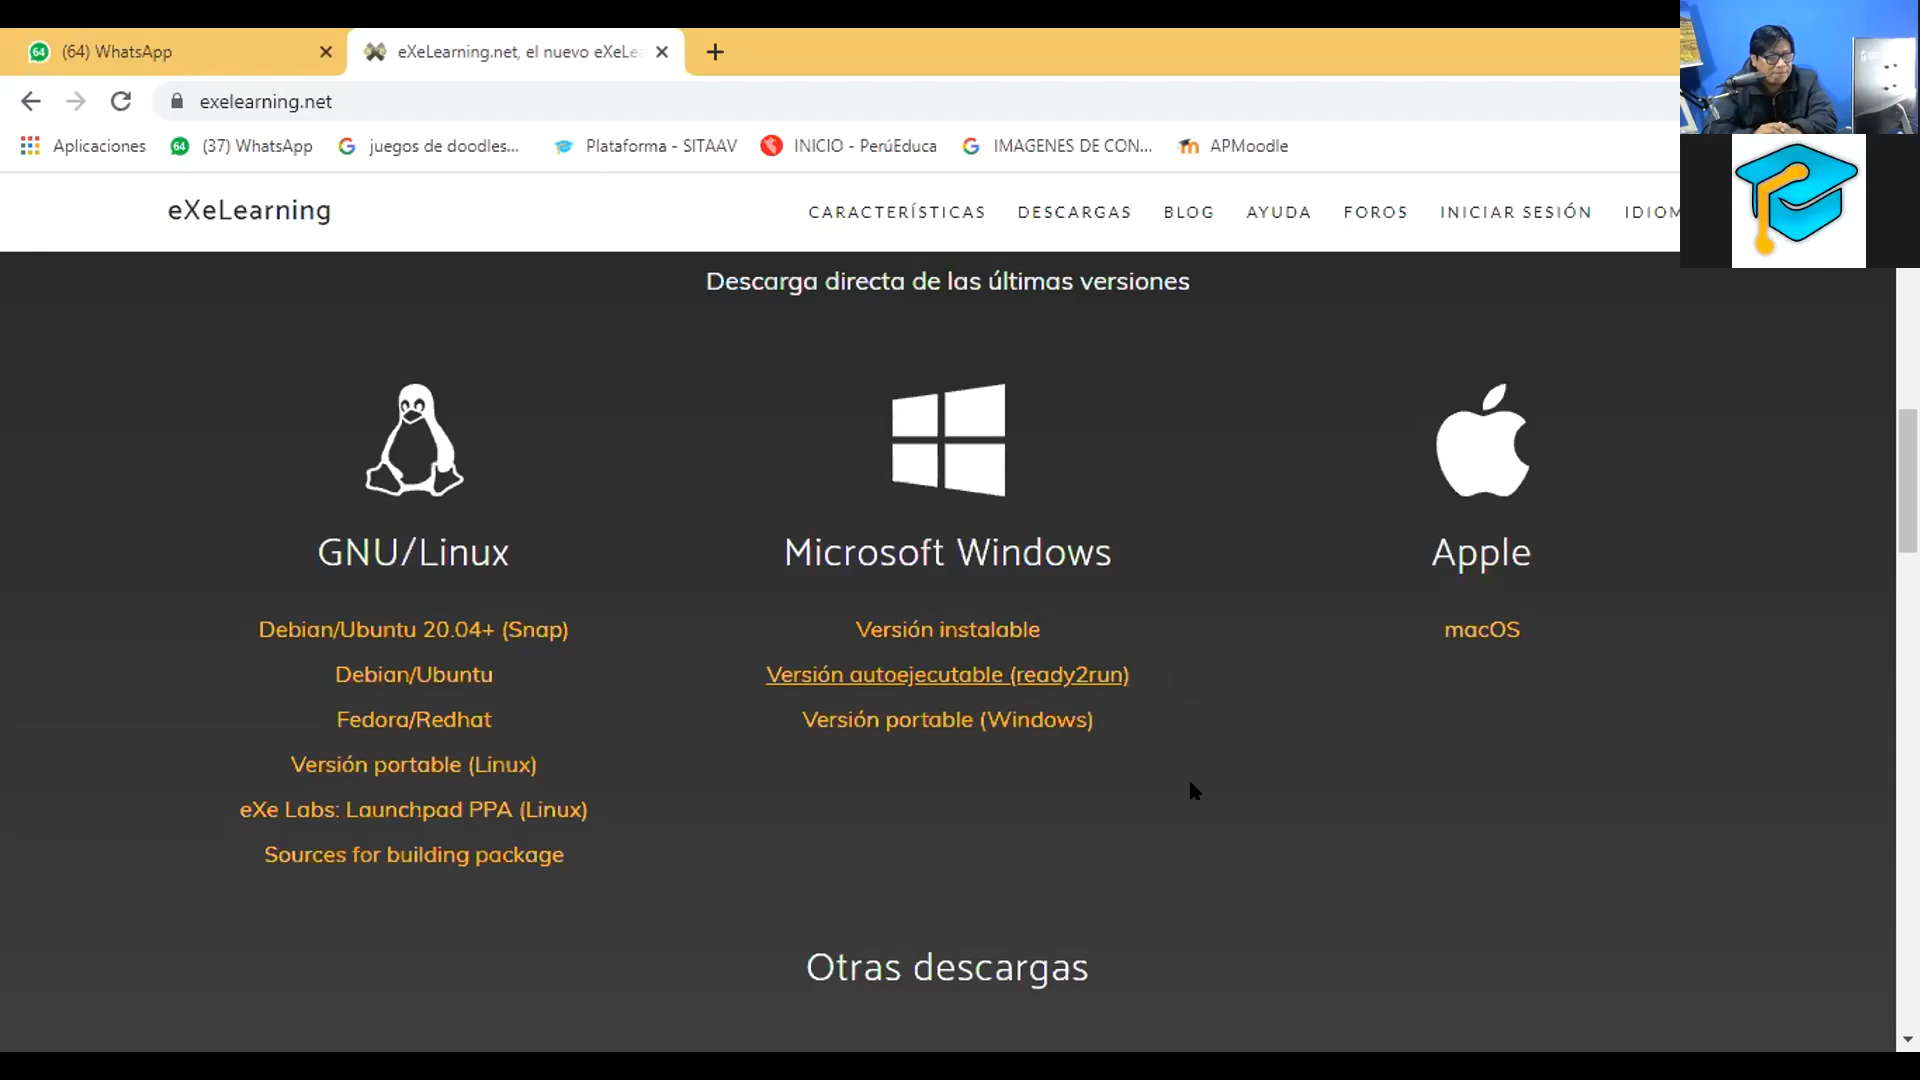 64 (64) WhatsApp
eXeLearning.net, el nuevo eXeLe
exelearning.net
Aplicaciones
64 (37) WhatsApp
juegos de doodles...
Plataforma - SITAAV
INICIO - PerúEduca
IMAGENES DE CON...
APMoodle
eXeLearning
CARACTERÍSTICAS
DESCARGAS
BLOG
AYUDA
FOROS
INICIAR SESIÓN
IDIOM
Descarga directa de las últimas versiones
GNU/Linux
Debian/Ubuntu 20.04+ (Snap)
Debian/Ubuntu
Fedora/Redhat
Versión portable (Linux)
eXe Labs: Launchpad PPA (Linux)
Sources for building package
Microsoft Windows
Versión instalable
Versión autoejecutable (ready2run)
Versión portable (Windows)
Apple
macOS
Otras descargas